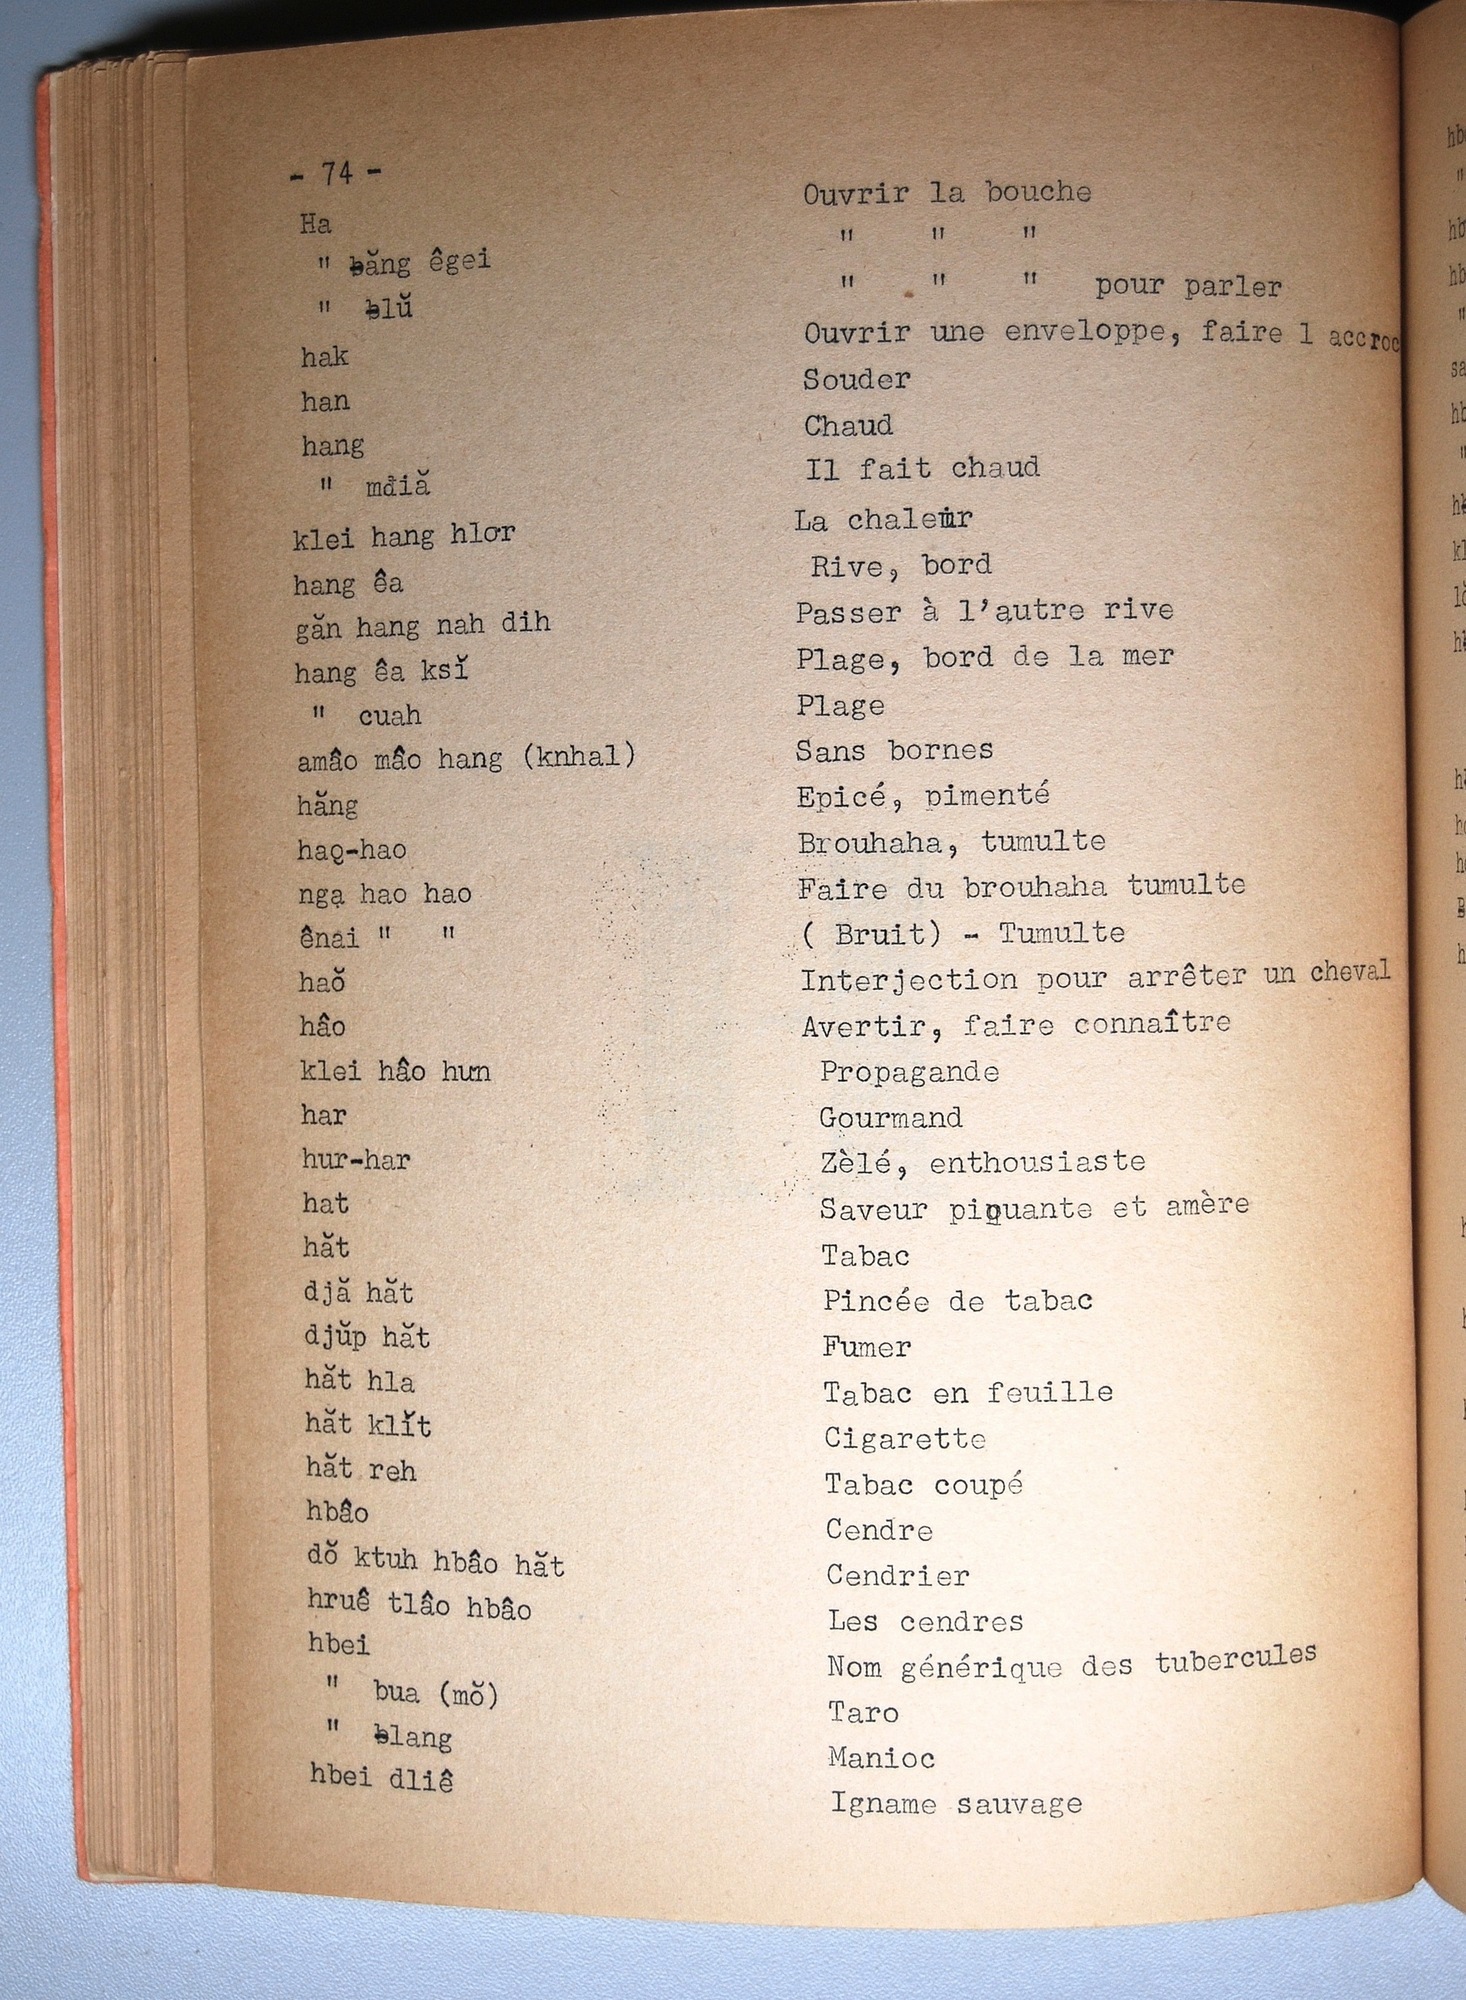 - 74 -
Ha Ouvrir la bouche
" ƀăng êgei " " "
" ƀlŭ " " " pour parler
hak Ouvrir une enveloppe, faire l accroc
han Souder
hang Chaud
" mđiă Il fait chaud
klei hang hlơr La chaleur
hang êa Rive, bord
găn hang nah dih Passer à l'autre rive
hang êa ksĭ Plage, bord de la mer
" cuah Plage
amâo mâo hang (knhal) Sans bornes
hăng Epicé, pimenté
haọ-hao Brouhaha, tumulte
ngạ hao hao Faire du brouhaha tumulte
ênai " " ( Bruit) - Tumulte
haŏ Interjection pour arrêter un cheval
hâo Avertir, faire connaître
klei hâo hưn Propagande
har Gourmand
hur-har Zèlé, enthousiaste
hat Saveur piquante et amère
hăt Tabac
djă hăt Pincée de tabac
djŭp hăt Fumer
hăt hla Tabac en feuille
hăt klĭt Cigarette
hăt reh Tabac coupé
hbâo Cendre
dŏ ktuh hbâo hăt Cendrier
hruê tlâo hbâo Les cendres
hbei Nom générique des tubercules
" bua (mŏ) Taro
" ƀlang Manioc
hbei dliê Igname sauvage